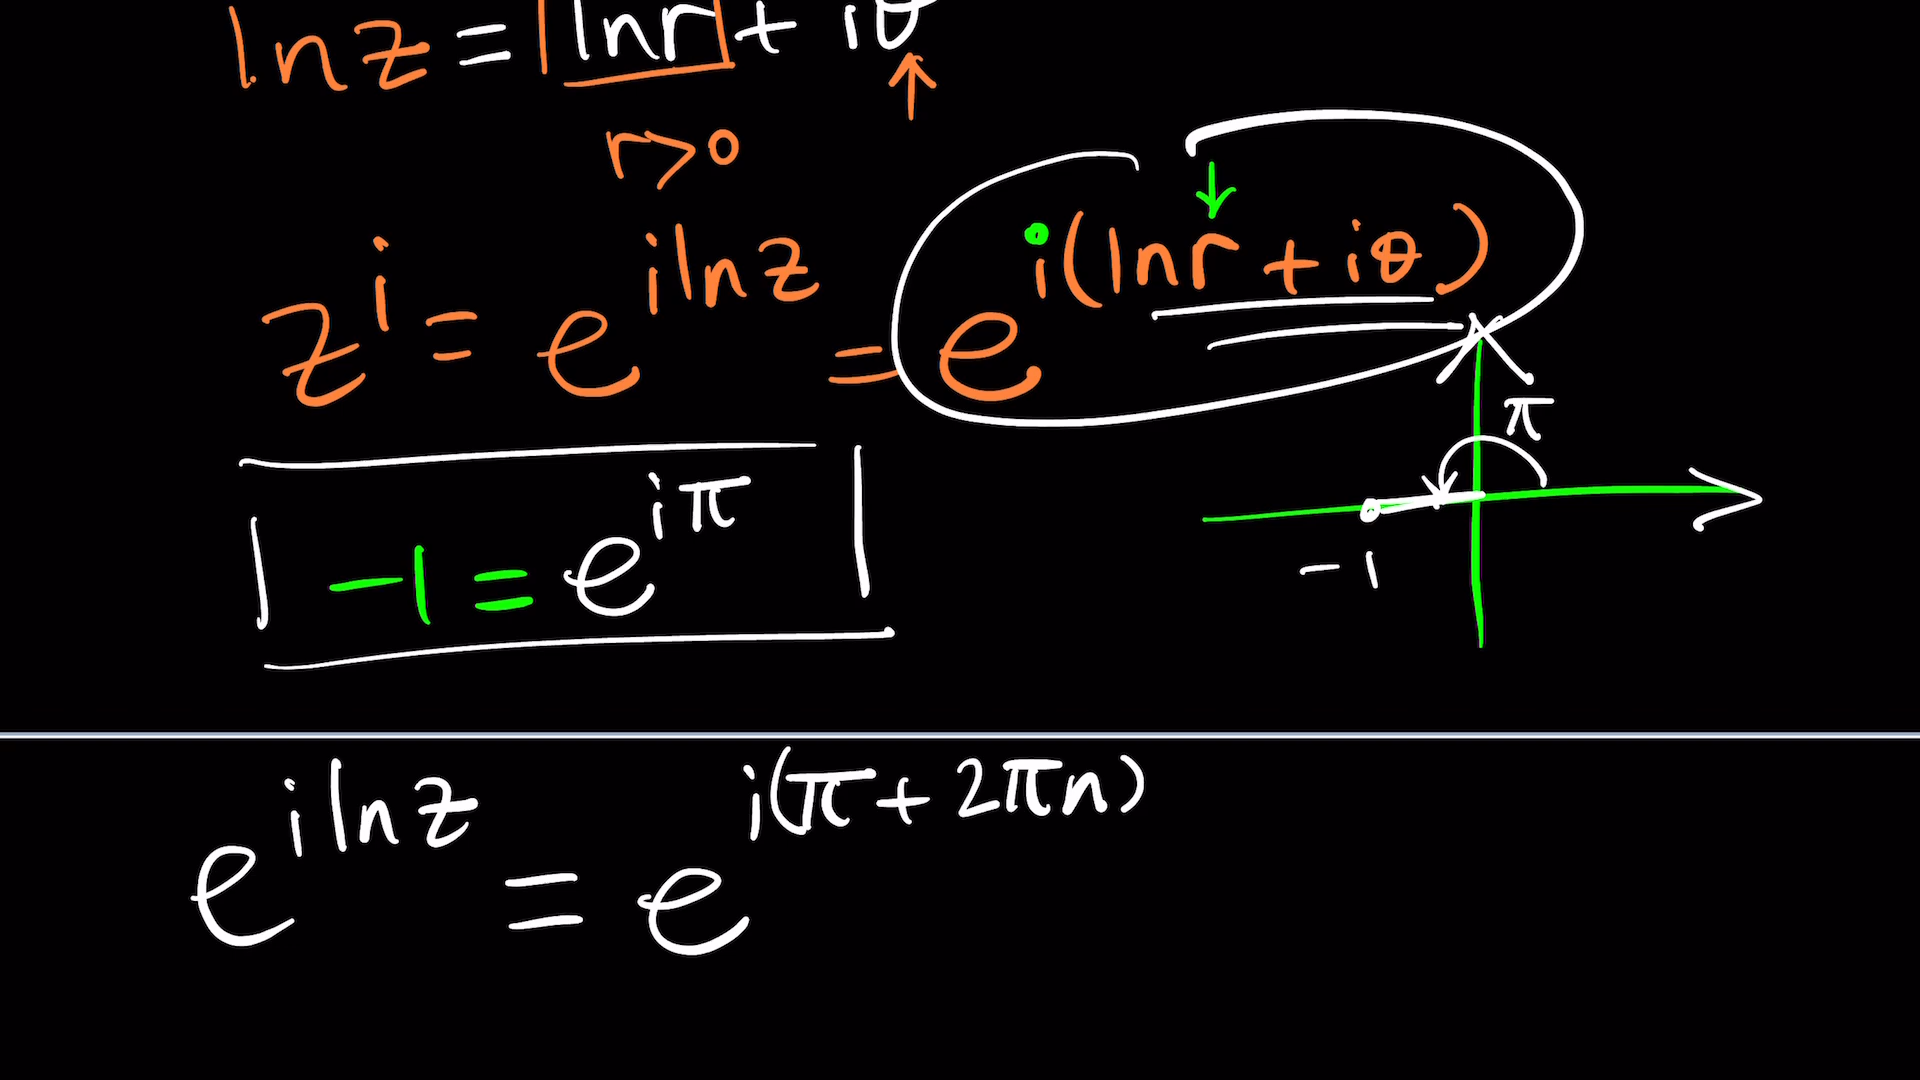 ln z = |ln r| + iθ
r > 0
z^i = e^{i ln z} = e^{i(ln r + iθ)}
π
-1 = e^{iπ}
-1
e^{i ln z} = e^{i(π + 2πn)}